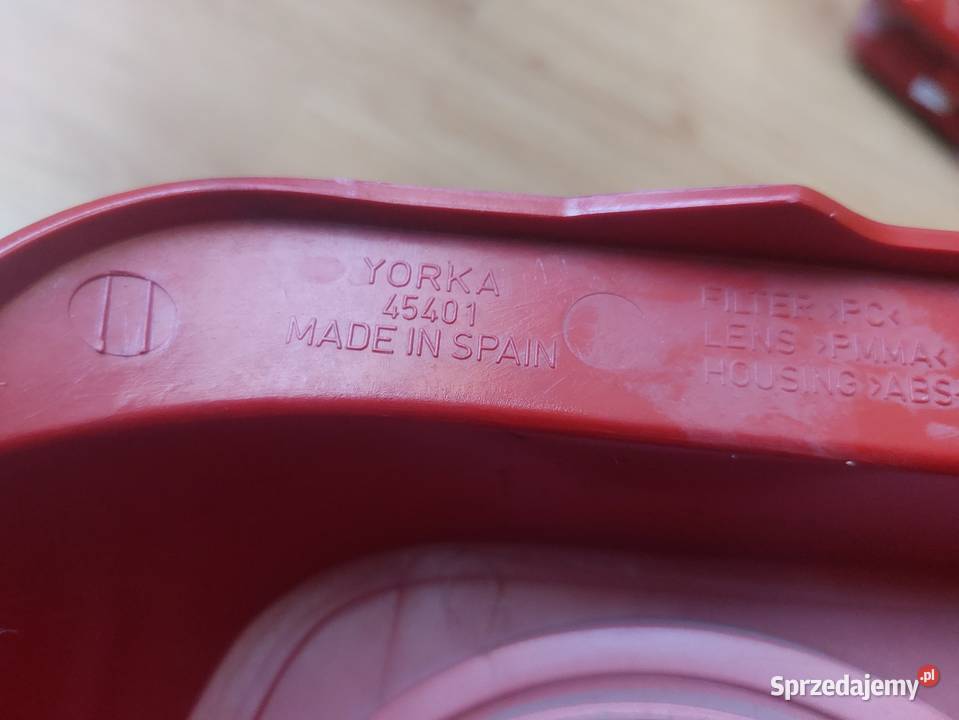 YORKA
45401
MADE IN SPAIN
FILTER >PC<
LENS >PMMA<
HOUSING >ABS<
Sprzedajemy.pl